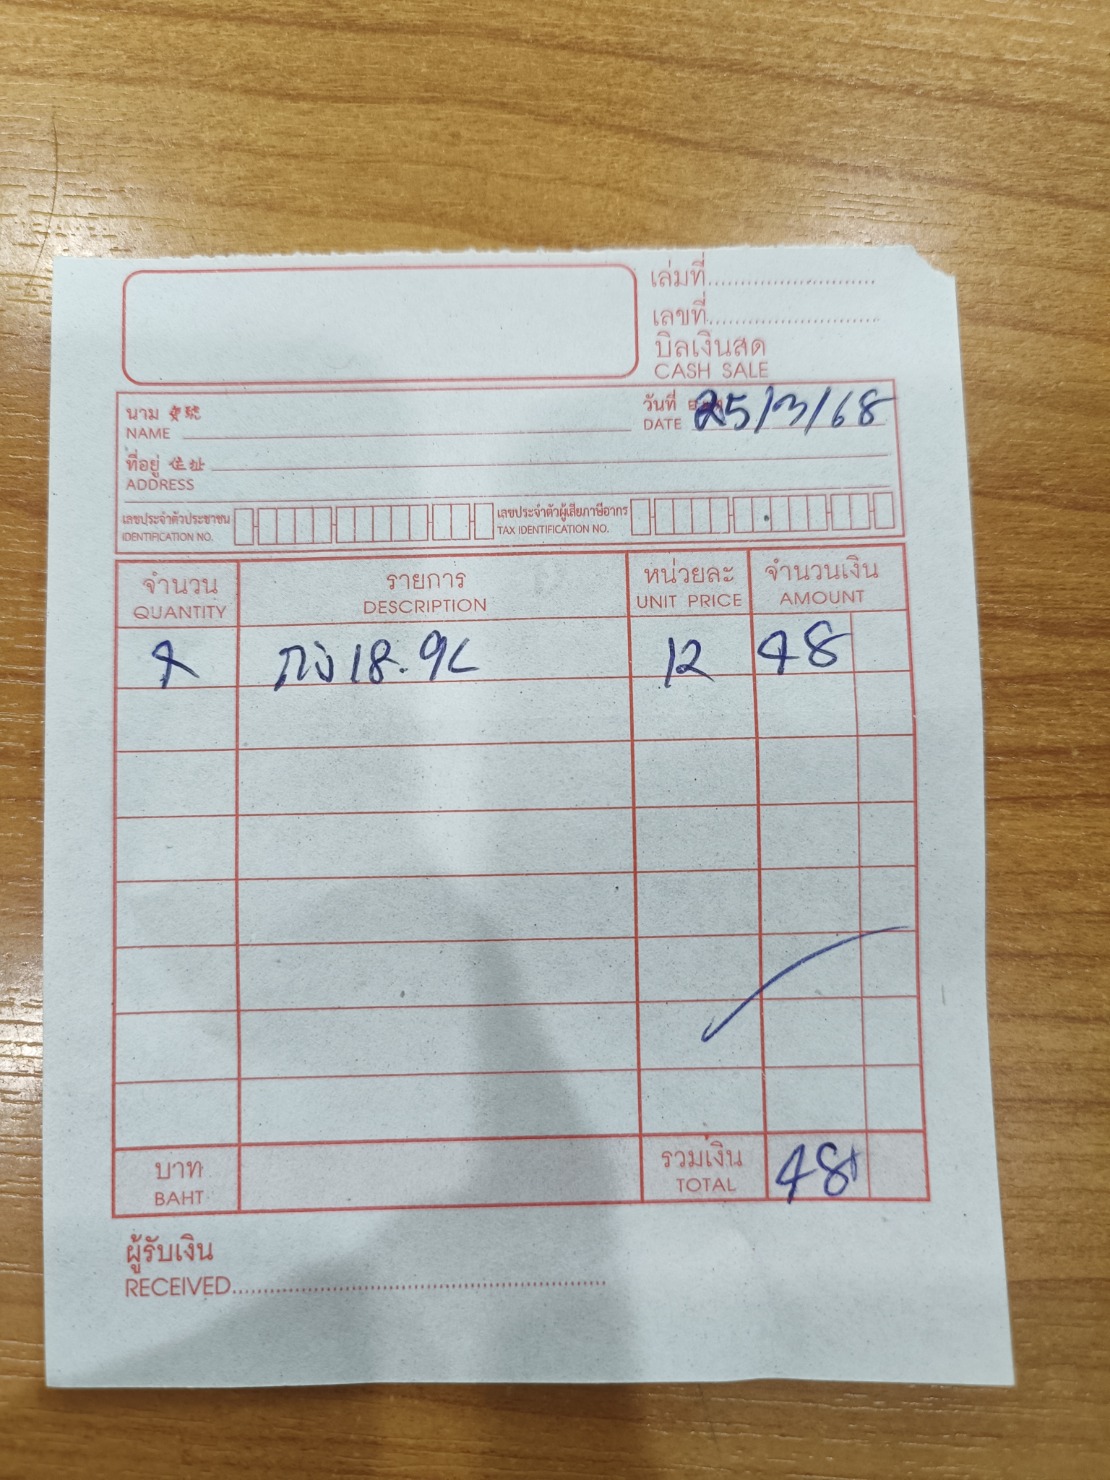 เล่มที่..........................
เลขที่..........................
บิลเงินสด
CASH SALE
นาม 寶號
NAME
วันที่ 25/3/68
DATE
ที่อยู่ 住址
ADDRESS
เลขประจำตัวประชาชน
IDENTIFICATION NO.
เลขประจำตัวผู้เสียภาษีอากร
TAX IDENTIFICATION NO.
จำนวน รายการ หน่วยละ จำนวนเงิน
QUANTITY DESCRIPTION UNIT PRICE AMOUNT
4 18.9L 12 48
บาท รวมเงิน 48
BAHT TOTAL
ผู้รับเงิน
RECEIVED..........................